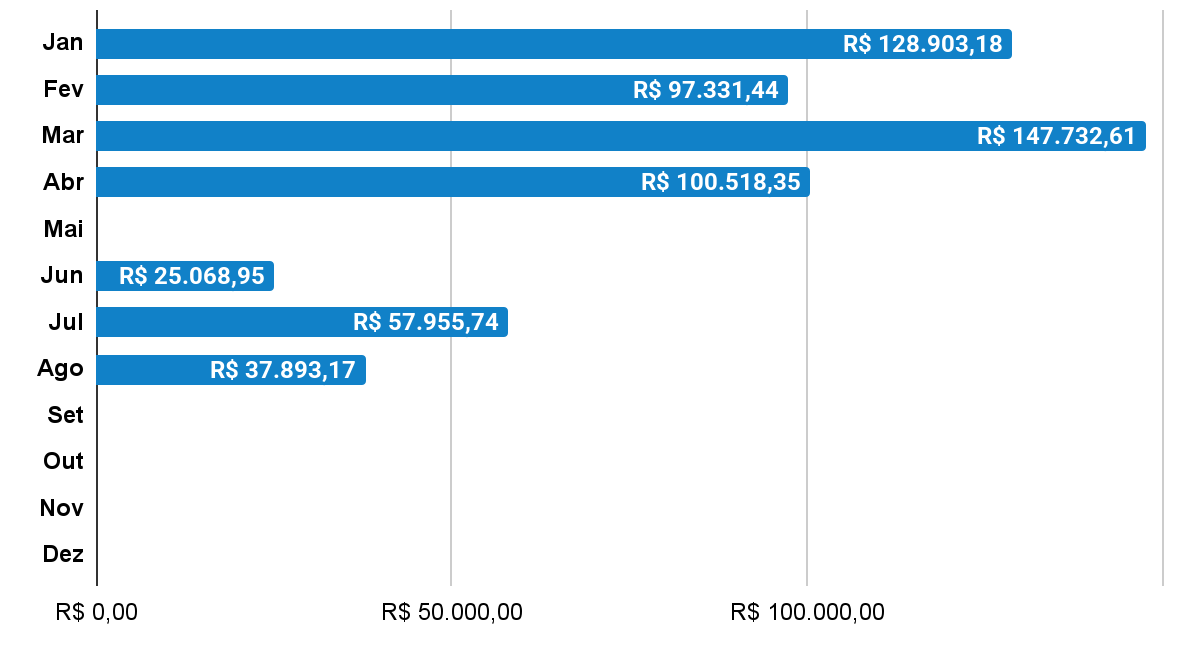 Jan R$ 128.903,18
Fev R$ 97.331,44
Mar R$ 147.732,61
Abr R$ 100.518,35
Mai
Jun R$ 25.068,95
Jul R$ 57.955,74
Ago R$ 37.893,17
Set
Out
Nov
Dez
R$ 0,00 R$ 50.000,00 R$ 100.000,00